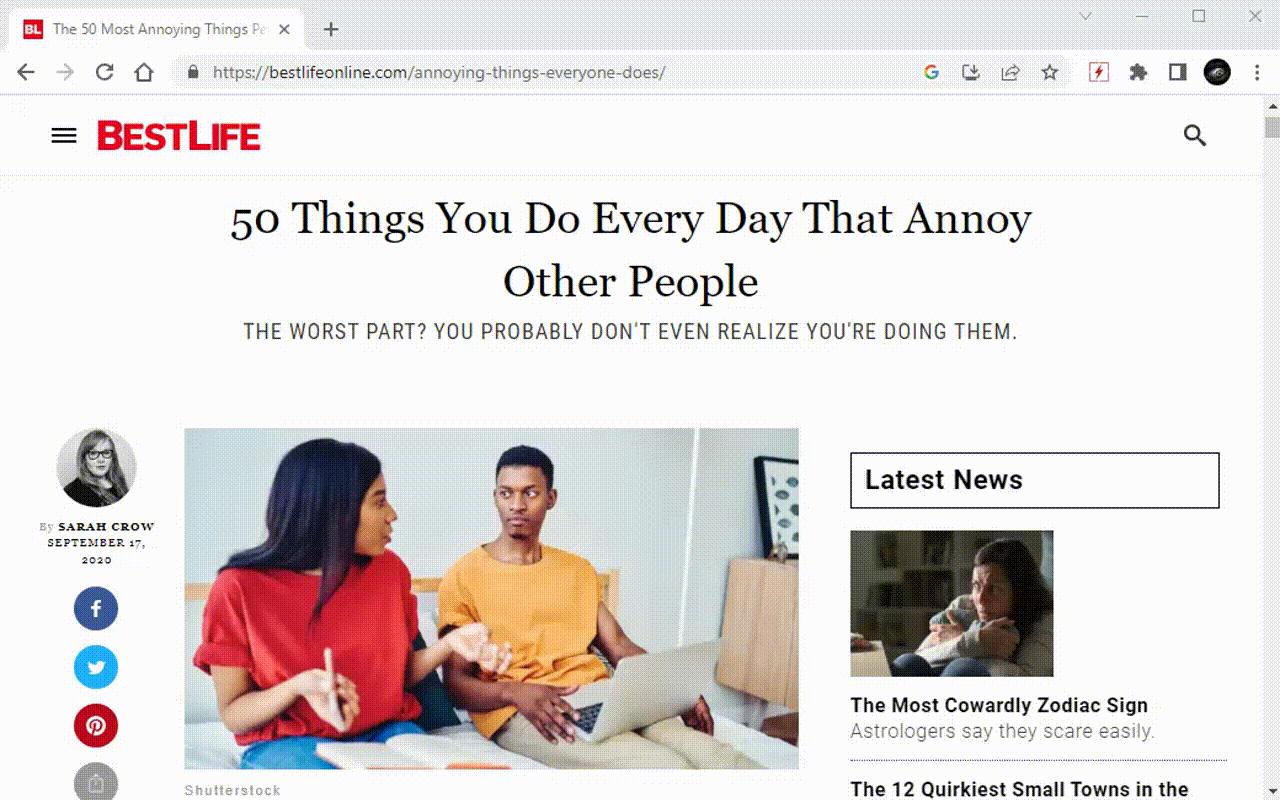 BL The 50 Most Annoying Things Pe
https://bestlifeonline.com/annoying-things-everyone-does/
BESTLIFE
50 Things You Do Every Day That Annoy
Other People
THE WORST PART? YOU PROBABLY DON'T EVEN REALIZE YOU'RE DOING THEM.
By SARAH CROW
SEPTEMBER 17,
2020
Shutterstock
Latest News
The Most Cowardly Zodiac Sign
Astrologers say they scare easily.
The 12 Quirkiest Small Towns in the